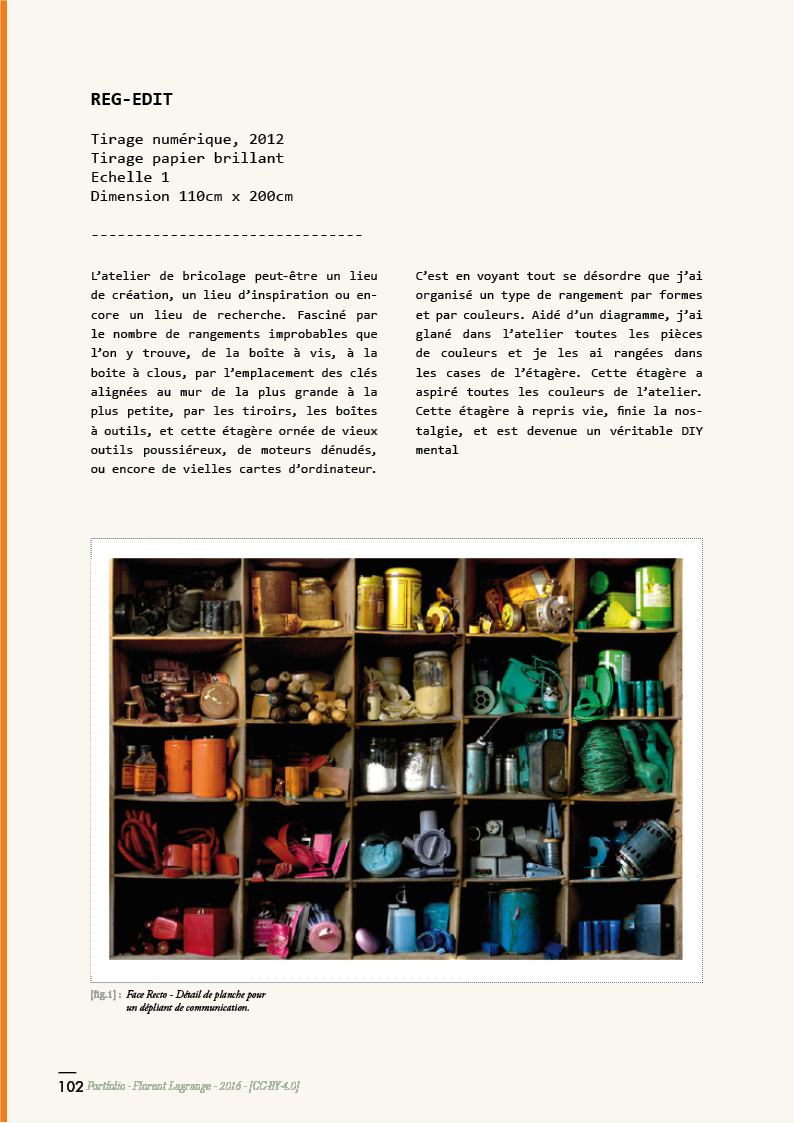 REG-EDIT
Tirage numérique, 2012
Tirage papier brillant
Echelle 1
Dimension 110cm x 200cm
-------------------------------
L’atelier de bricolage peut-être un lieu
de création, un lieu d’inspiration ou en-
core un lieu de recherche. Fasciné par
le nombre de rangements improbables que
l’on y trouve, de la boîte à vis, à la
boite à clous, par l’emplacement des clés
alignées au mur de la plus grande à la
plus petite, par les tiroirs, les boîtes
à outils, et cette étagère ornée de vieux
outils poussiéreux, de moteurs dénudés,
ou encore de vielles cartes d’ordinateur.
C’est en voyant tout se désordre que j’ai
organisé un type de rangement par formes
et par couleurs. Aidé d’un diagramme, j’ai
glané dans l’atelier toutes les pièces
de couleurs et je les ai rangées dans
les cases de l’étagère. Cette étagère a
aspiré toutes les couleurs de l’atelier.
Cette étagère à repris vie, finie la nos-
talgie, et est devenue un véritable DIY
mental
[fig.1] : Face Recto - Détail de planche pour
un dépliant de communication.
102 Portfolio - Florent Lagrange - 2016 - [CC-BY-4.0]